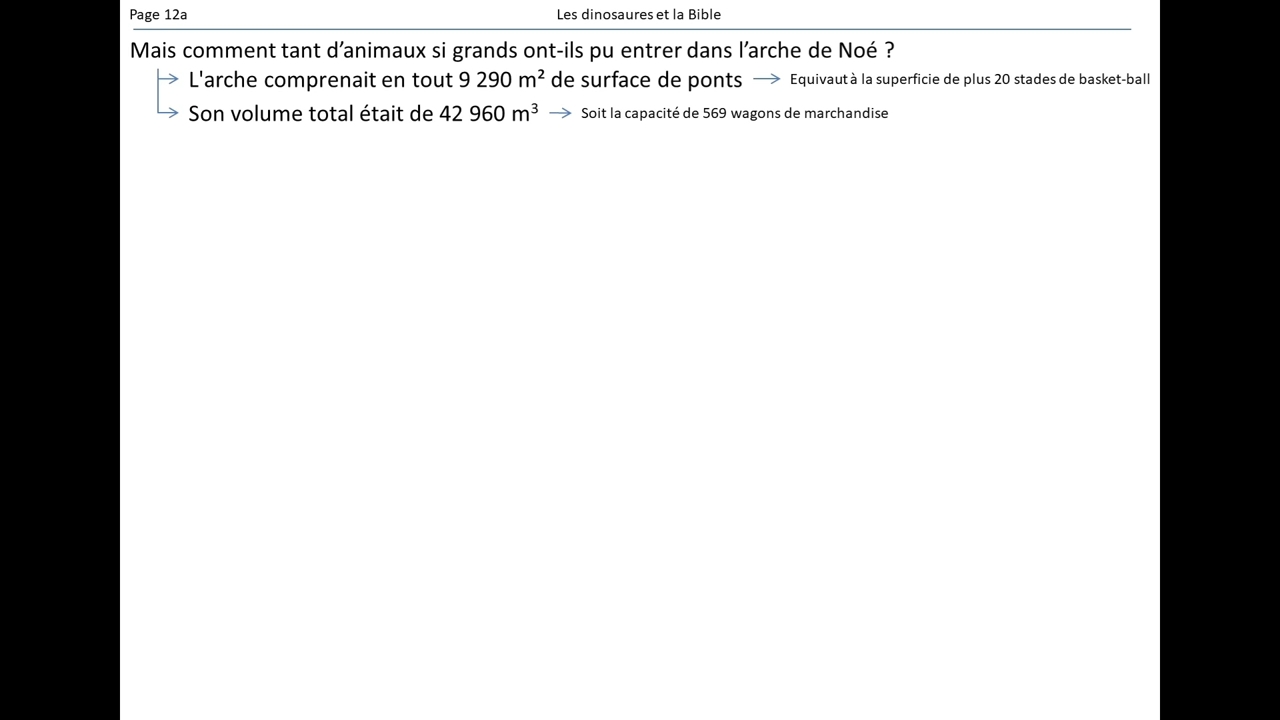 Page 12a
Les dinosaures et la Bible
Mais comment tant d’animaux si grands ont-ils pu entrer dans l’arche de Noé ?
L'arche comprenait en tout 9 290 m² de surface de ponts
Equivaut à la superficie de plus 20 stades de basket-ball
Son volume total était de 42 960 m³
Soit la capacité de 569 wagons de marchandise